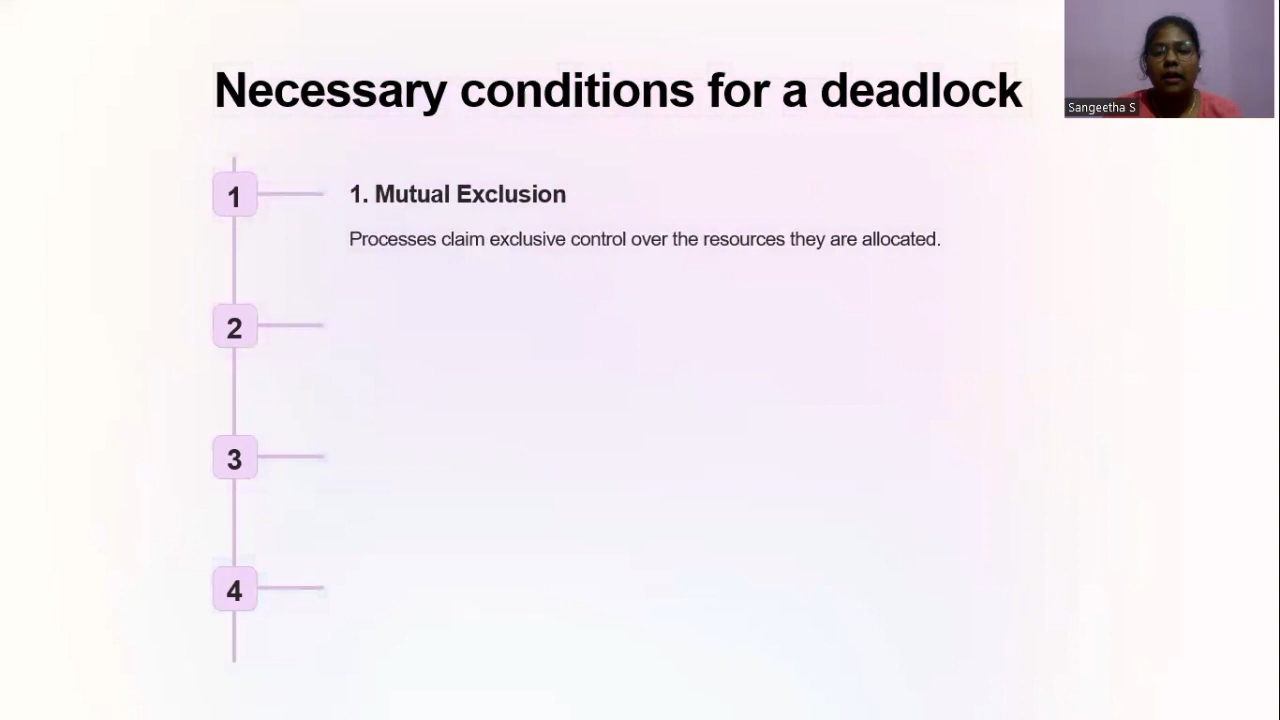 Necessary conditions for a deadlock
Sangeetha S
1
1. Mutual Exclusion
Processes claim exclusive control over the resources they are allocated.
2
3
4